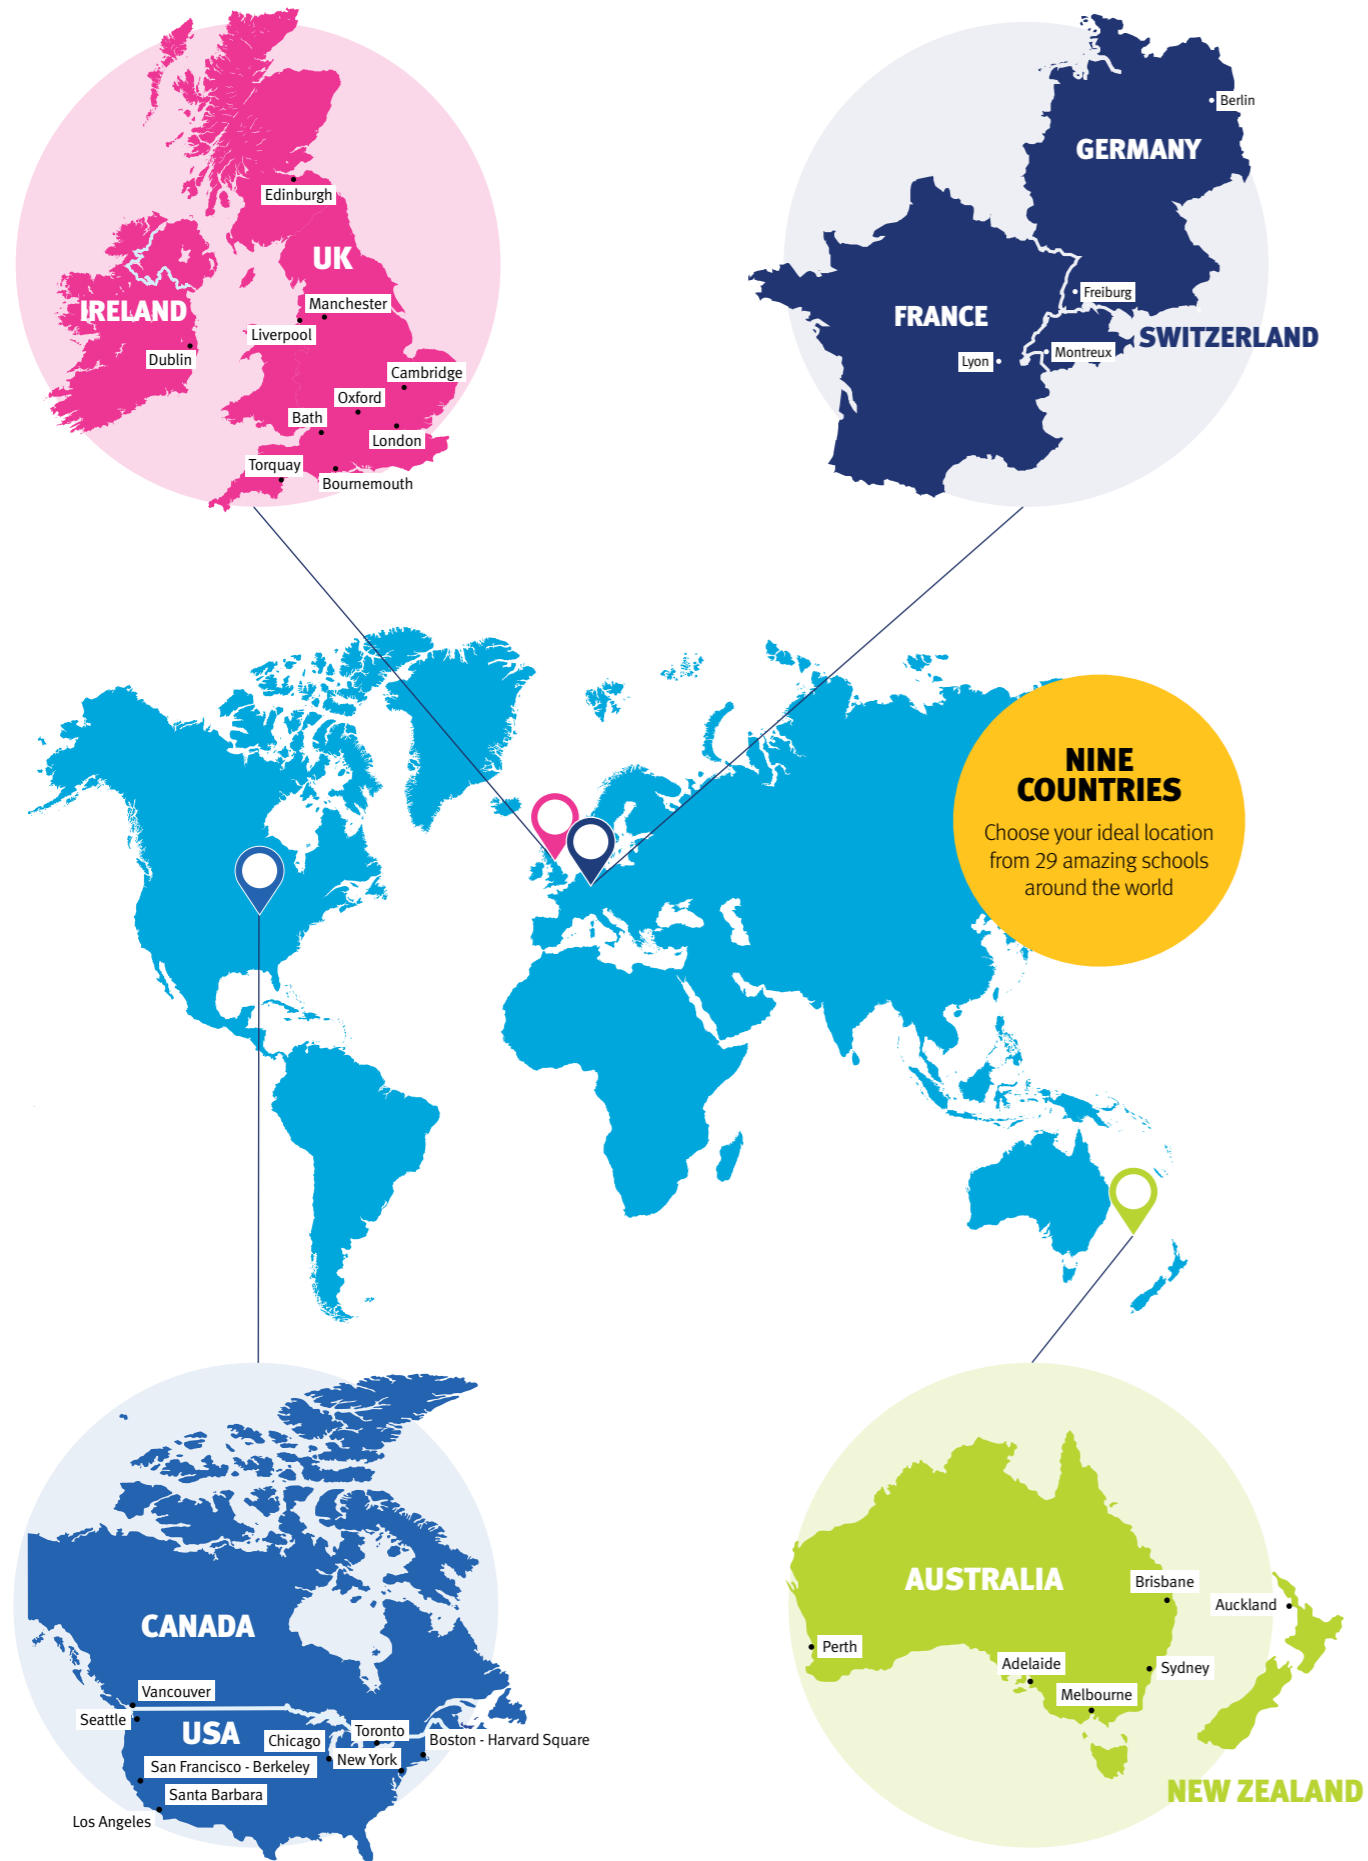 Edinburgh
UK
IRELAND
Manchester
Liverpool
Dublin
Cambridge
Oxford
Bath
London
Torquay
Bournemouth
Berlin
GERMANY
Freiburg
FRANCE
SWITZERLAND
Montreux
Lyon
NINE
COUNTRIES
Choose your ideal location
from 29 amazing schools
around the world
CANADA
Vancouver
Seattle
USA
Toronto
Chicago
Boston - Harvard Square
New York
San Francisco - Berkeley
Santa Barbara
Los Angeles
AUSTRALIA
Brisbane
Auckland
Perth
Adelaide
Sydney
Melbourne
NEW ZEALAND